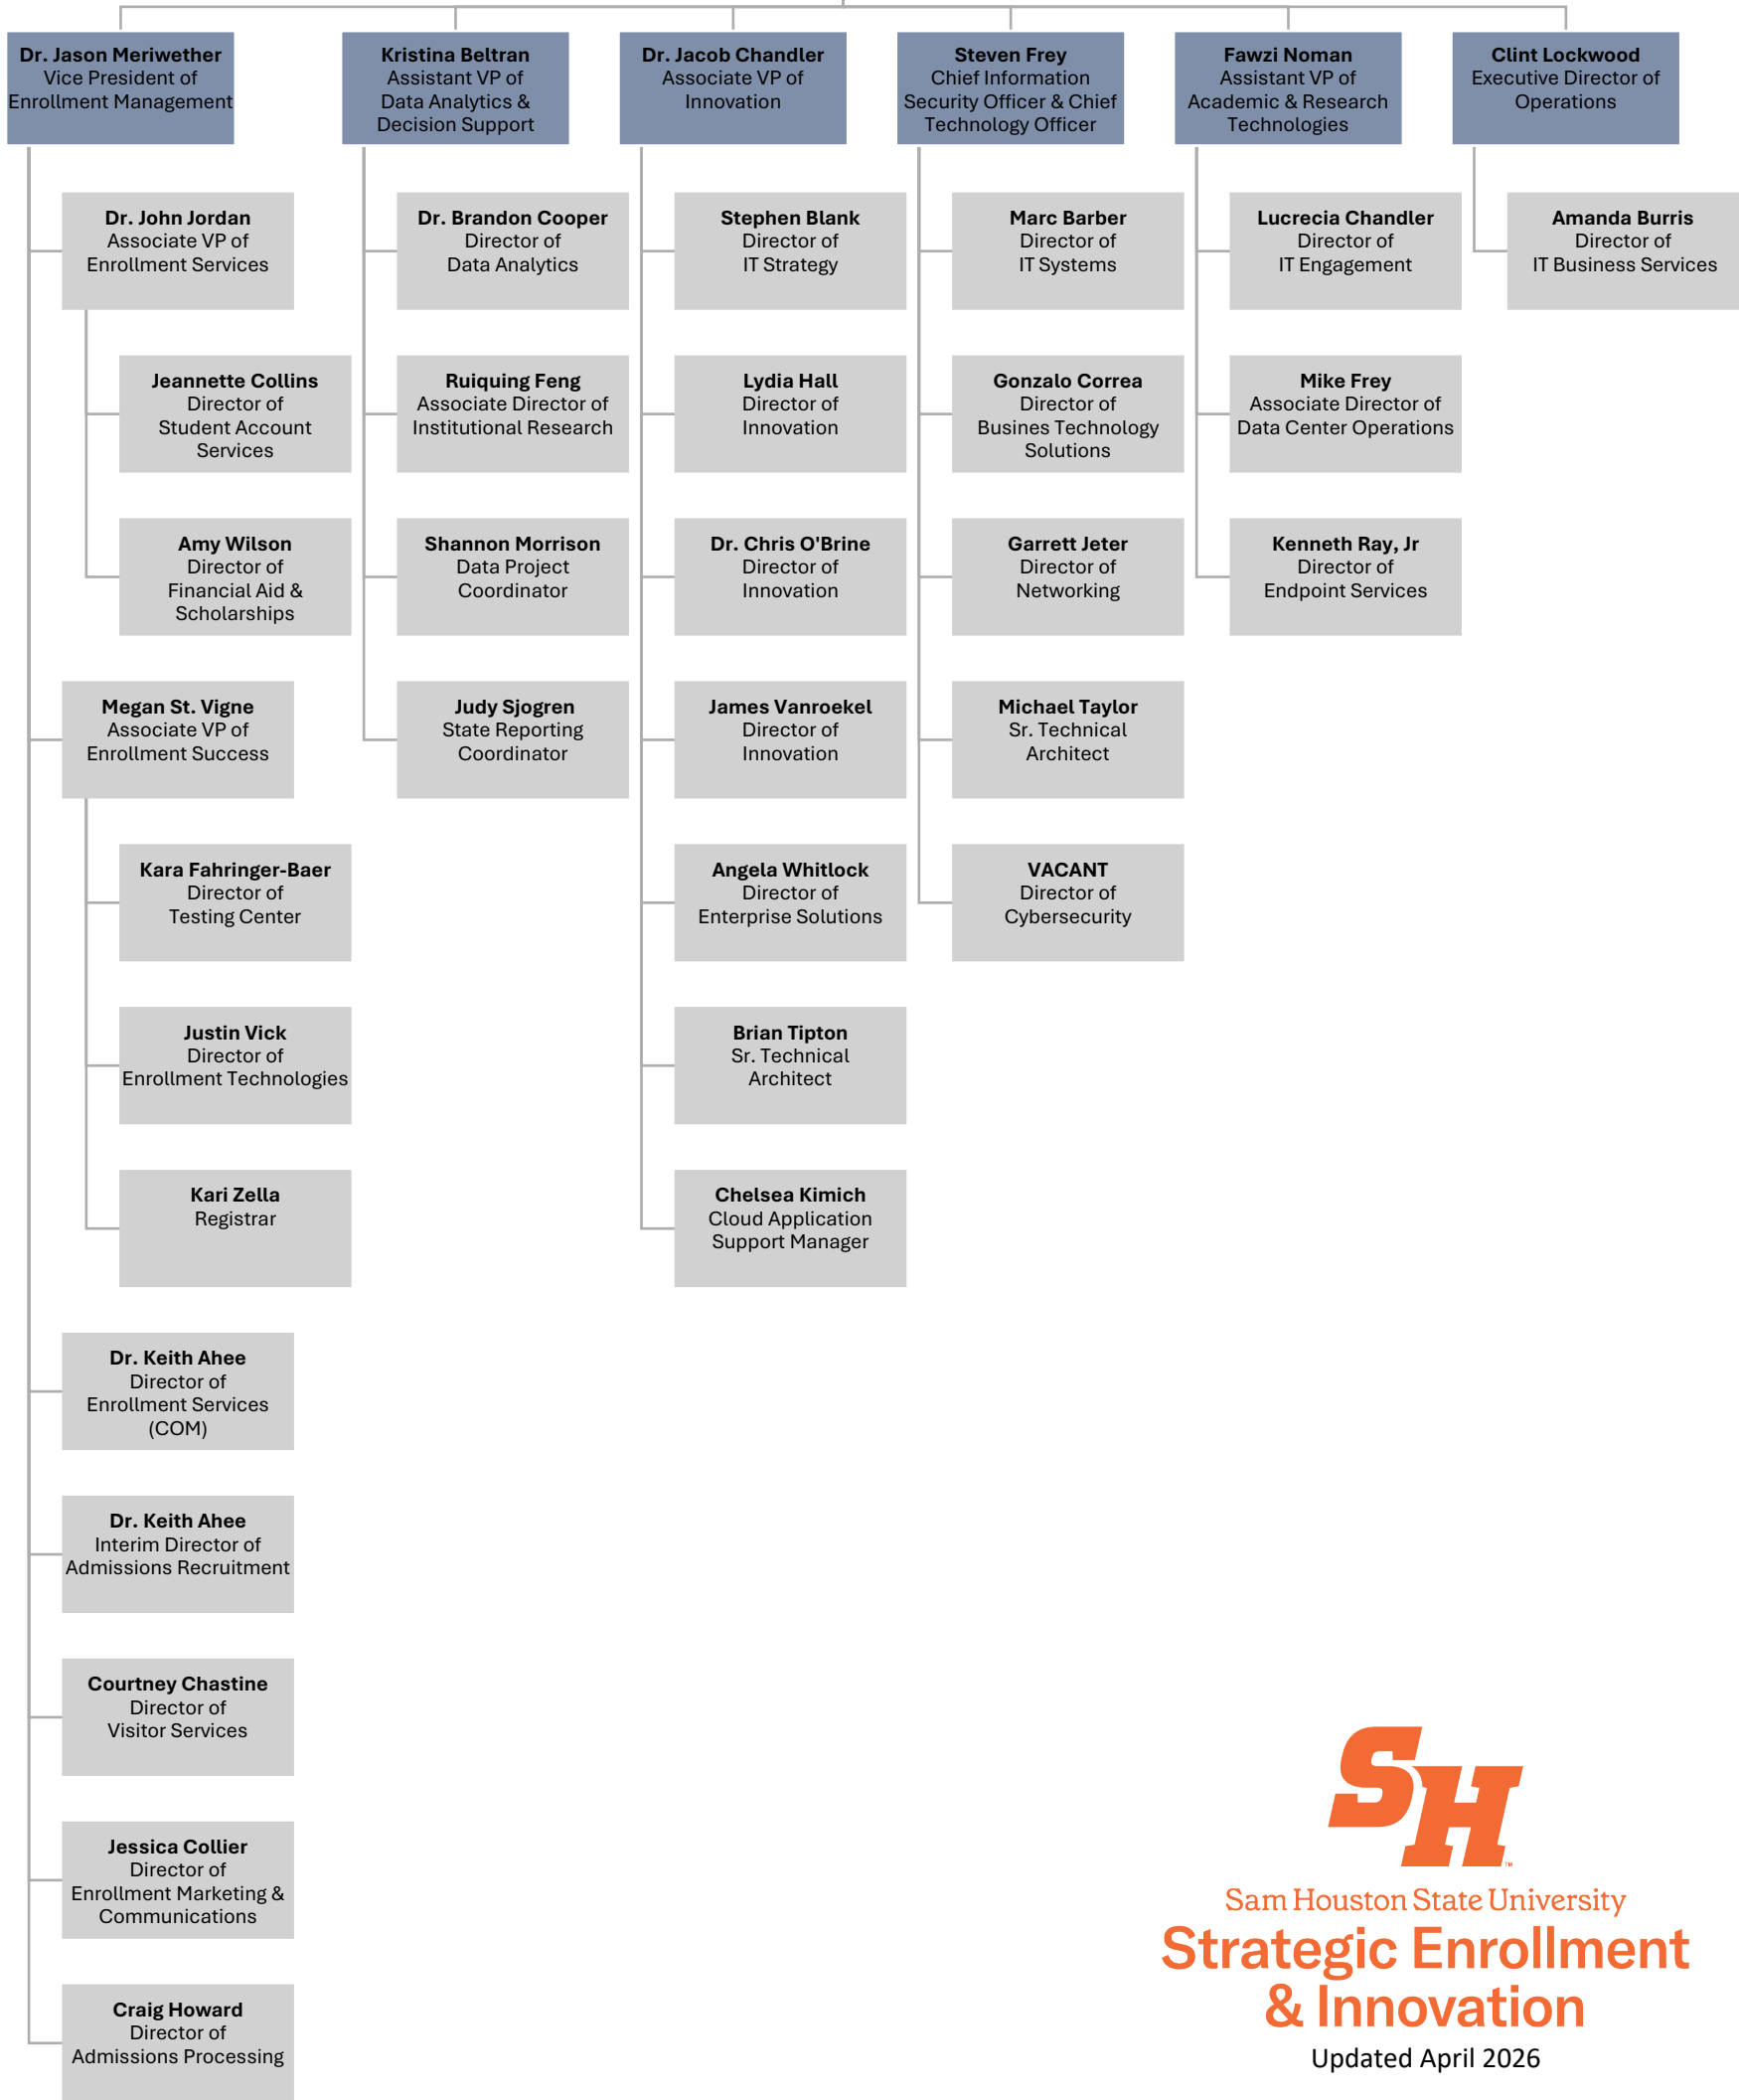 Dr. Jason Meriwether
Vice President of
Enrollment Management
Kristina Beltran
Assistant VP of
Data Analytics &
Decision Support
Dr. Jacob Chandler
Associate VP of
Innovation
Steven Frey
Chief Information
Security Officer & Chief
Technology Officer
Fawzi Noman
Assistant VP of
Academic & Research
Technologies
Clint Lockwood
Executive Director of
Operations
Dr. John Jordan
Associate VP of
Enrollment Services
Jeannette Collins
Director of
Student Account
Services
Amy Wilson
Director of
Financial Aid &
Scholarships
Megan St. Vigne
Associate VP of
Enrollment Success
Kara Fahringer-Baer
Director of
Testing Center
Justin Vick
Director of
Enrollment Technologies
Kari Zella
Registrar
Dr. Keith Ahee
Director of
Enrollment Services
(COM)
Dr. Keith Ahee
Interim Director of
Admissions Recruitment
Courtney Chastine
Director of
Visitor Services
Jessica Collier
Director of
Enrollment Marketing &
Communications
Craig Howard
Director of
Admissions Processing
Dr. Brandon Cooper
Director of
Data Analytics
Ruiquing Feng
Associate Director of
Institutional Research
Shannon Morrison
Data Project
Coordinator
Judy Sjogren
State Reporting
Coordinator
Stephen Blank
Director of
IT Strategy
Lydia Hall
Director of
Innovation
Dr. Chris O'Brine
Director of
Innovation
James Vanroekel
Director of
Innovation
Angela Whitlock
Director of
Enterprise Solutions
Brian Tipton
Sr. Technical
Architect
Chelsea Kimich
Cloud Application
Support Manager
Marc Barber
Director of
IT Systems
Gonzalo Correa
Director of
Busines Technology
Solutions
Garrett Jeter
Director of
Networking
Michael Taylor
Sr. Technical
Architect
VACANT
Director of
Cybersecurity
Lucrecia Chandler
Director of
IT Engagement
Mike Frey
Associate Director of
Data Center Operations
Kenneth Ray, Jr
Director of
Endpoint Services
Amanda Burris
Director of
IT Business Services
SH
™
Sam Houston State University
Strategic Enrollment
& Innovation
Updated April 2026